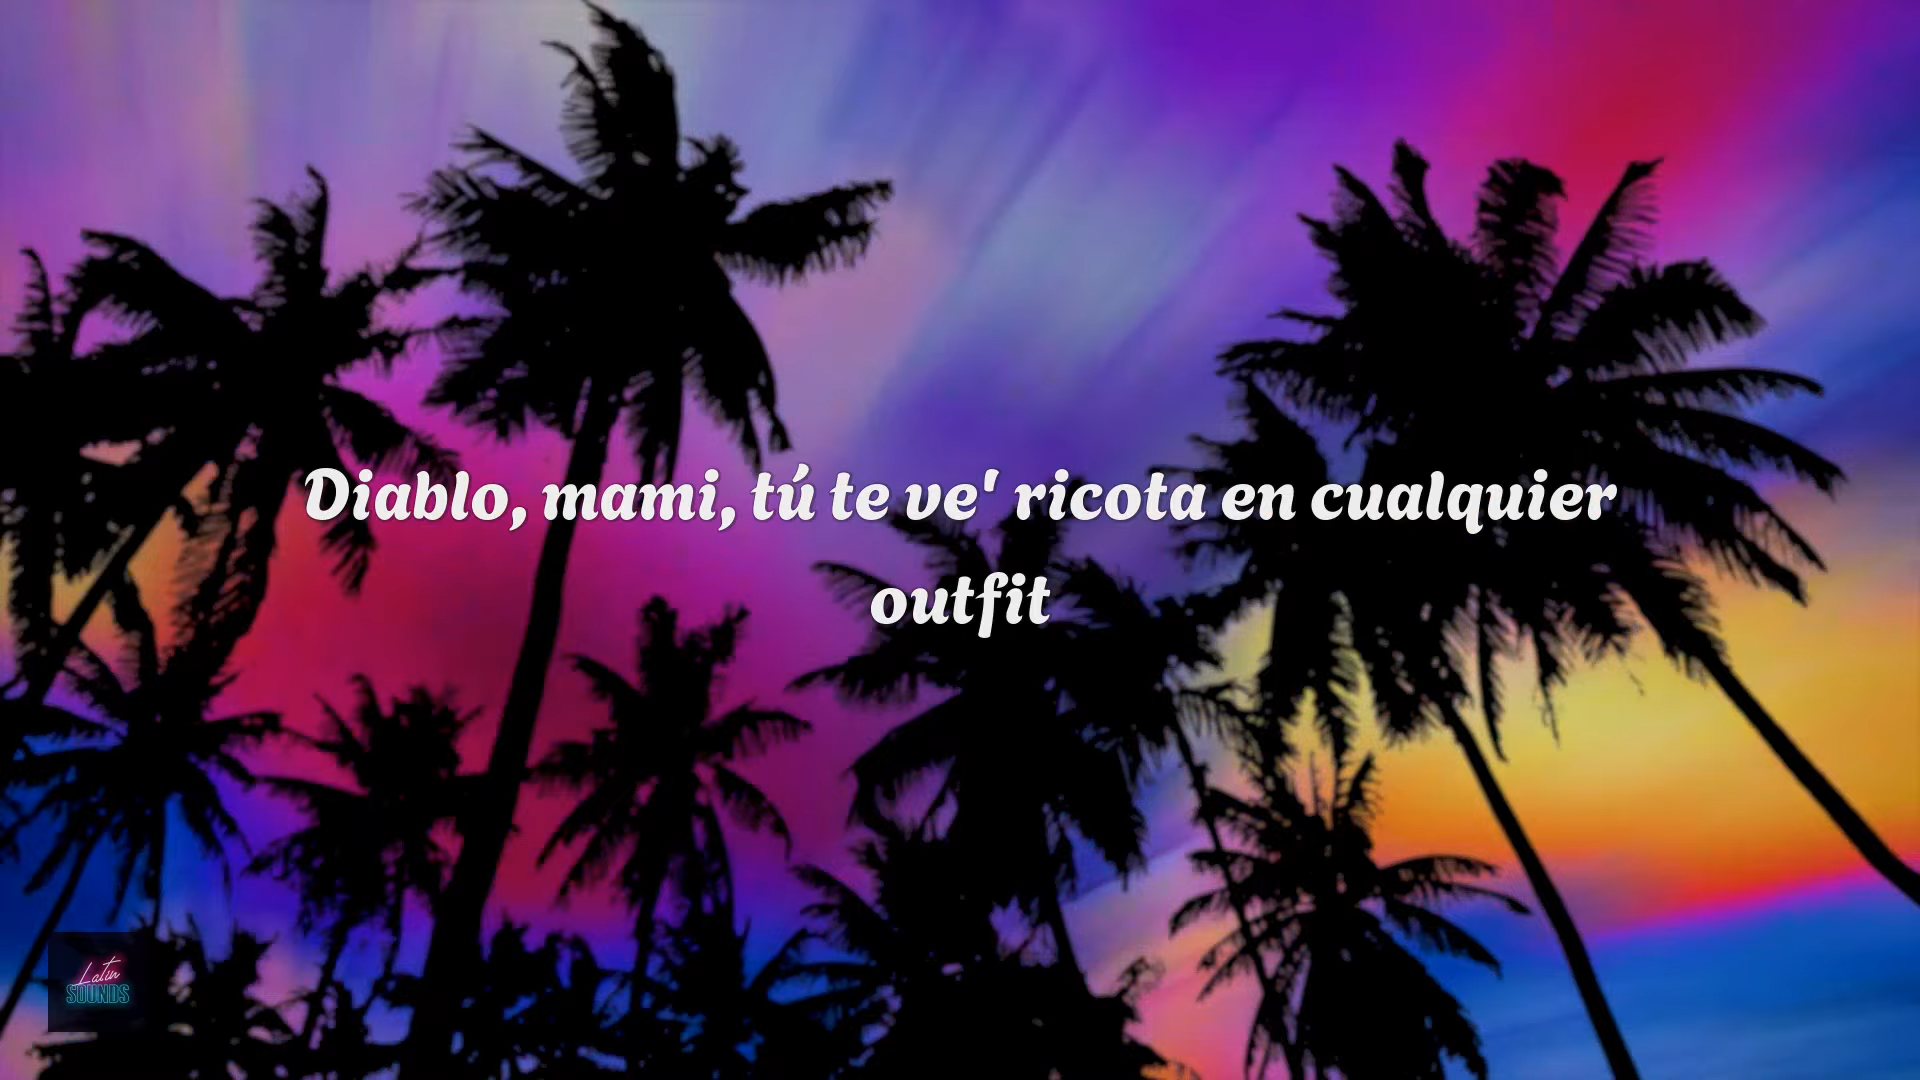 Diablo, mami, tú te ve' ricota en cualquier
outfit
Latin
SOUNDS